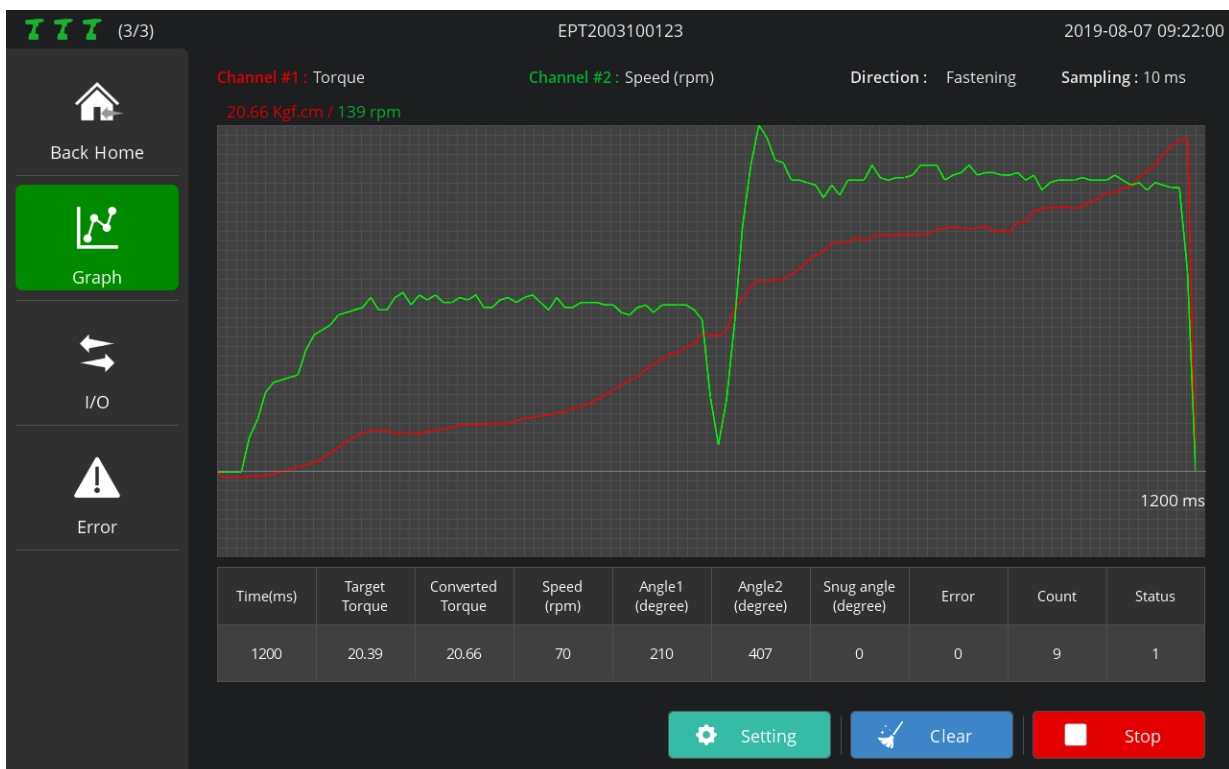 (3/3) EPT2003100123 2019-08-07 09:22:00
Back Home
Graph
I/O
Error
Channel #1 : Torque Channel #2 : Speed (rpm) Direction : Fastening Sampling : 10 ms
20.66 Kgf.cm / 139 rpm
1200 ms
Time(ms) Target Torque Converted Torque Speed (rpm) Angle1 (degree) Angle2 (degree) Snug angle (degree) Error Count Status
1200 20.39 20.66 70 210 407 0 0 9 1
Setting Clear Stop